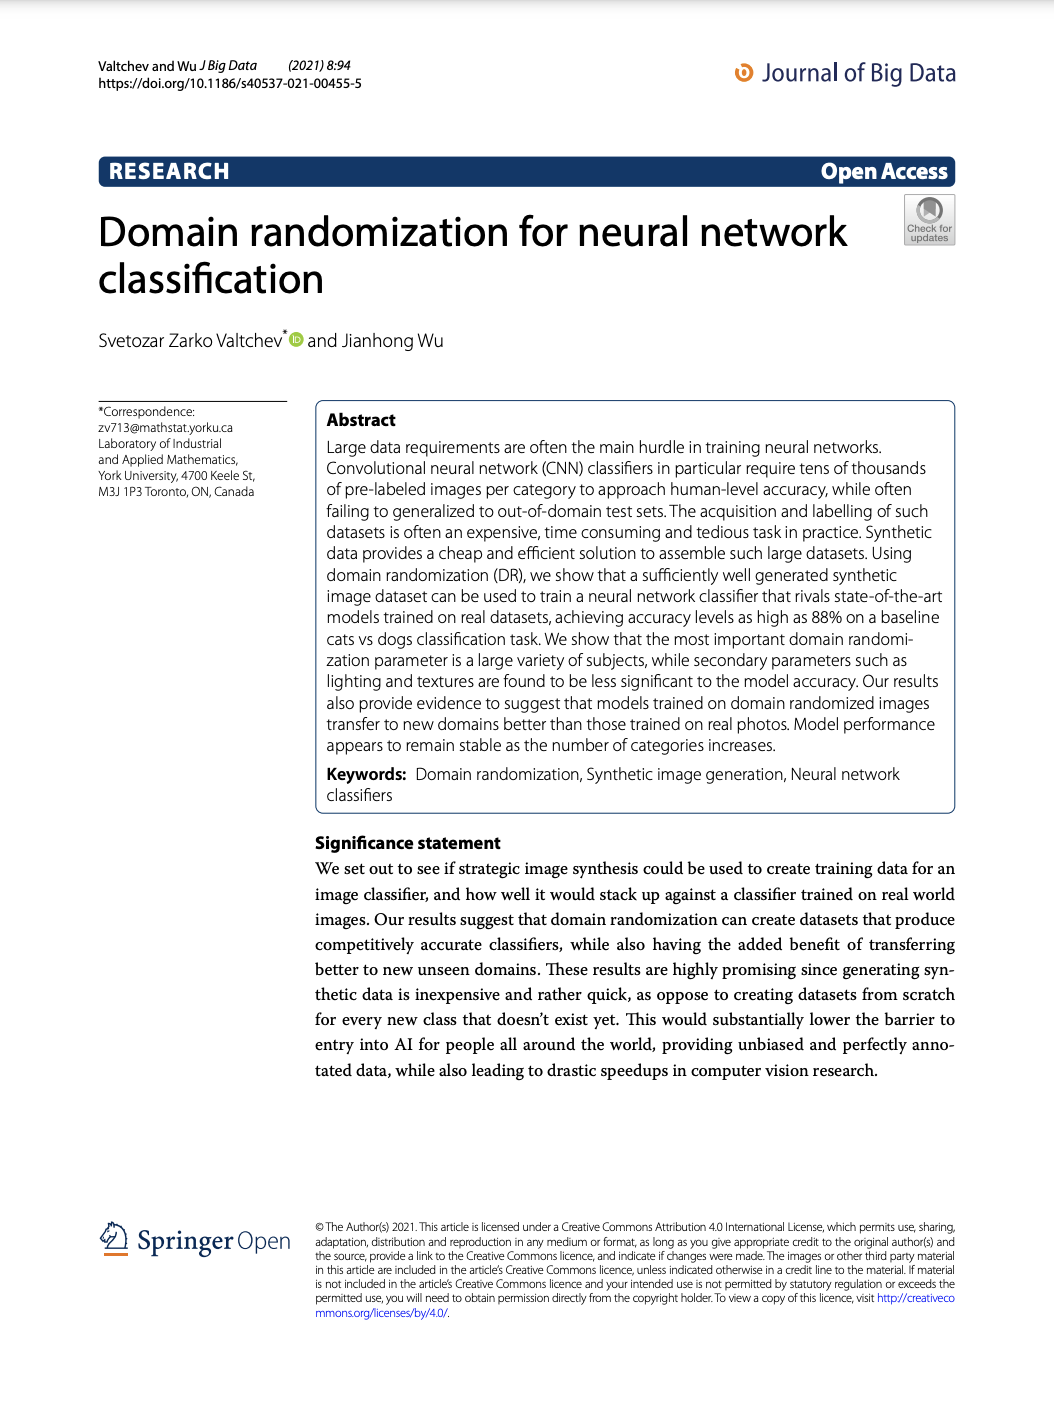 Valtchev and Wu J Big Data (2021) 8:94
https://doi.org/10.1186/s40537-021-00455-5
Journal of Big Data
RESEARCH Open Access
Domain randomization for neural network
classification
Check for
updates
Svetozar Zarko Valtchev* iD and Jianhong Wu
*Correspondence:
zv713@mathstat.yorku.ca
Laboratory of Industrial
and Applied Mathematics,
York University, 4700 Keele St,
M3J 1P3 Toronto, ON, Canada
Abstract
Large data requirements are often the main hurdle in training neural networks.
Convolutional neural network (CNN) classifiers in particular require tens of thousands
of pre-labeled images per category to approach human-level accuracy, while often
failing to generalized to out-of-domain test sets. The acquisition and labelling of such
datasets is often an expensive, time consuming and tedious task in practice. Synthetic
data provides a cheap and efficient solution to assemble such large datasets. Using
domain randomization (DR), we show that a sufficiently well generated synthetic
image dataset can be used to train a neural network classifier that rivals state-of-the-art
models trained on real datasets, achieving accuracy levels as high as 88% on a baseline
cats vs dogs classification task. We show that the most important domain randomi-
zation parameter is a large variety of subjects, while secondary parameters such as
lighting and textures are found to be less significant to the model accuracy. Our results
also provide evidence to suggest that models trained on domain randomized images
transfer to new domains better than those trained on real photos. Model performance
appears to remain stable as the number of categories increases.
Keywords: Domain randomization, Synthetic image generation, Neural network
classifiers
Significance statement
We set out to see if strategic image synthesis could be used to create training data for an
image classifier, and how well it would stack up against a classifier trained on real world
images. Our results suggest that domain randomization can create datasets that produce
competitively accurate classifiers, while also having the added benefit of transferring
better to new unseen domains. These results are highly promising since generating syn-
thetic data is inexpensive and rather quick, as oppose to creating datasets from scratch
for every new class that doesn't exist yet. This would substantially lower the barrier to
entry into AI for people all around the world, providing unbiased and perfectly anno-
tated data, while also leading to drastic speedups in computer vision research.
Springer Open
© The Author(s) 2021. This article is licensed under a Creative Commons Attribution 4.0 International License, which permits use, sharing,
adaptation, distribution and reproduction in any medium or format, as long as you give appropriate credit to the original author(s) and
the source, provide a link to the Creative Commons licence, and indicate if changes were made. The images or other third party material
in this article are included in the article's Creative Commons licence, unless indicated otherwise in a credit line to the material. If material
is not included in the article's Creative Commons licence and your intended use is not permitted by statutory regulation or exceeds the
permitted use, you will need to obtain permission directly from the copyright holder. To view a copy of this licence, visit http://creativeco
mmons.org/licenses/by/4.0/.